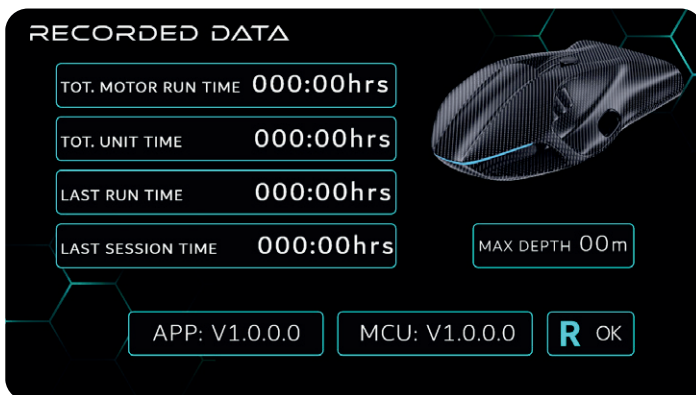 RECORDED DATA
TOT. MOTOR RUN TIME 000:00hrs
TOT. UNIT TIME 000:00hrs
LAST RUN TIME 000:00hrs
LAST SESSION TIME 000:00hrs
MAX DEPTH 00m
APP: V1.0.0.0
MCU: V1.0.0.0
R OK